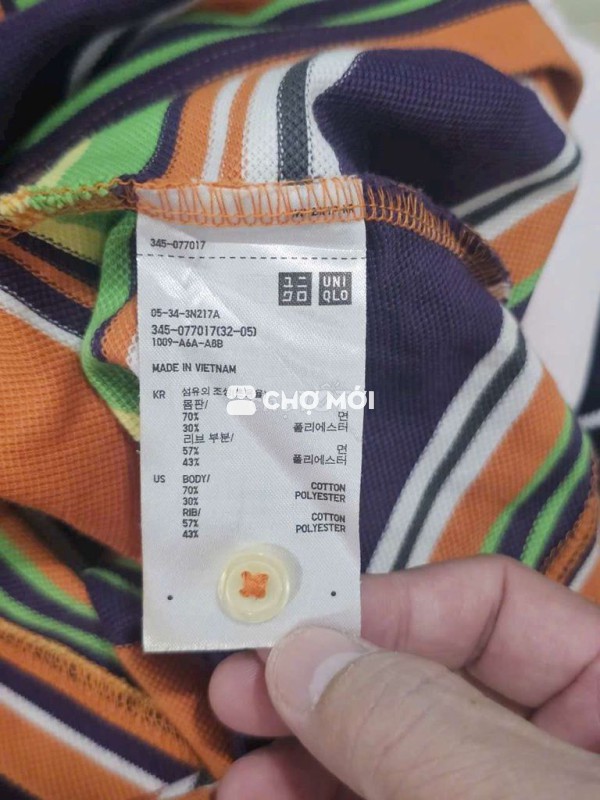 345-077017
ユニ
クロ
UNI
QLO
05-34-3N217A
345-077017(32-05)
1009-A6A-A8B
MADE IN VIETNAM
KR 섬유의 조성
CHỢ MỚI
몸판/
70% 면
30% 폴리에스터
리브 부분/
57% 면
43% 폴리에스터
US BODY/
70% COTTON
30% POLYESTER
RIB/
57% COTTON
43% POLYESTER